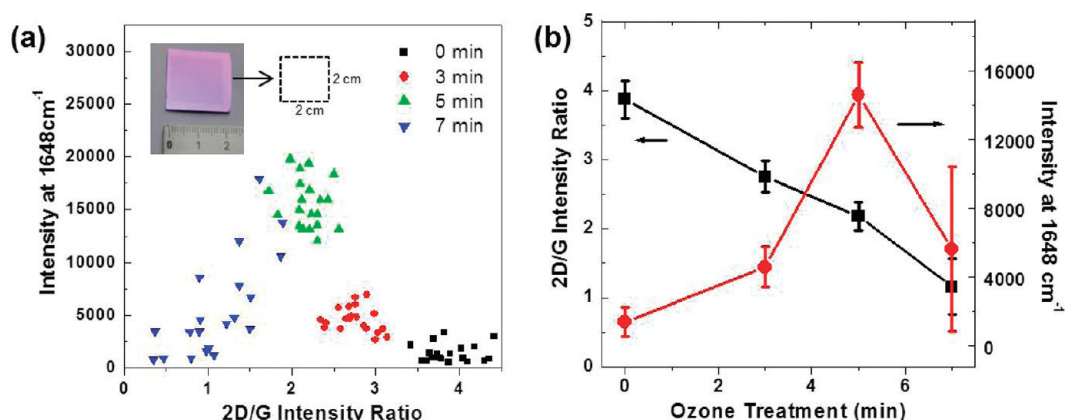 (a)
Intensity at 1648cm-1
30000
25000
20000
15000
10000
5000
0
0 1 2 3 4
2D/G Intensity Ratio
2 cm
2 cm
0 1 2
0 min
3 min
5 min
7 min
(b)
2D/G Intensity Ratio
5
4
3
2
1
0
0 2 4 6
Ozone Treatment (min)
16000
12000
8000
4000
0
Intensity at 1648 cm-1